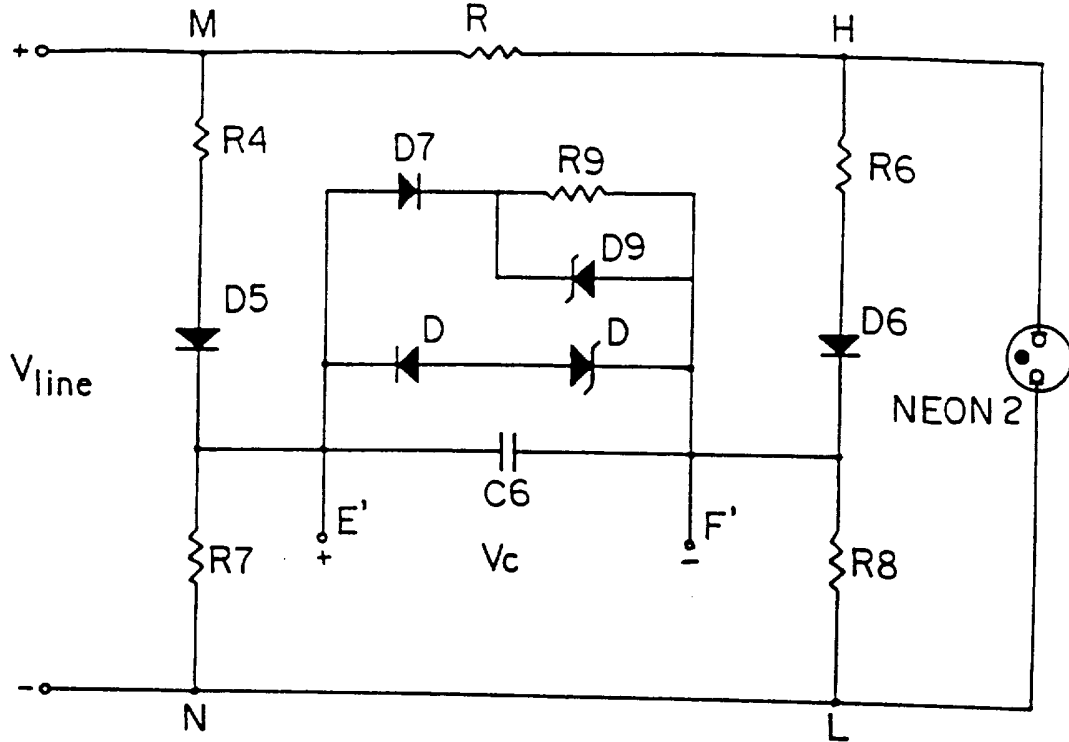 M R H
+
R4 D7 R9 R6
D9
D5 D D D6
Vline NEON 2
C6
E' F'
R7 + Vc - R8
-
N L